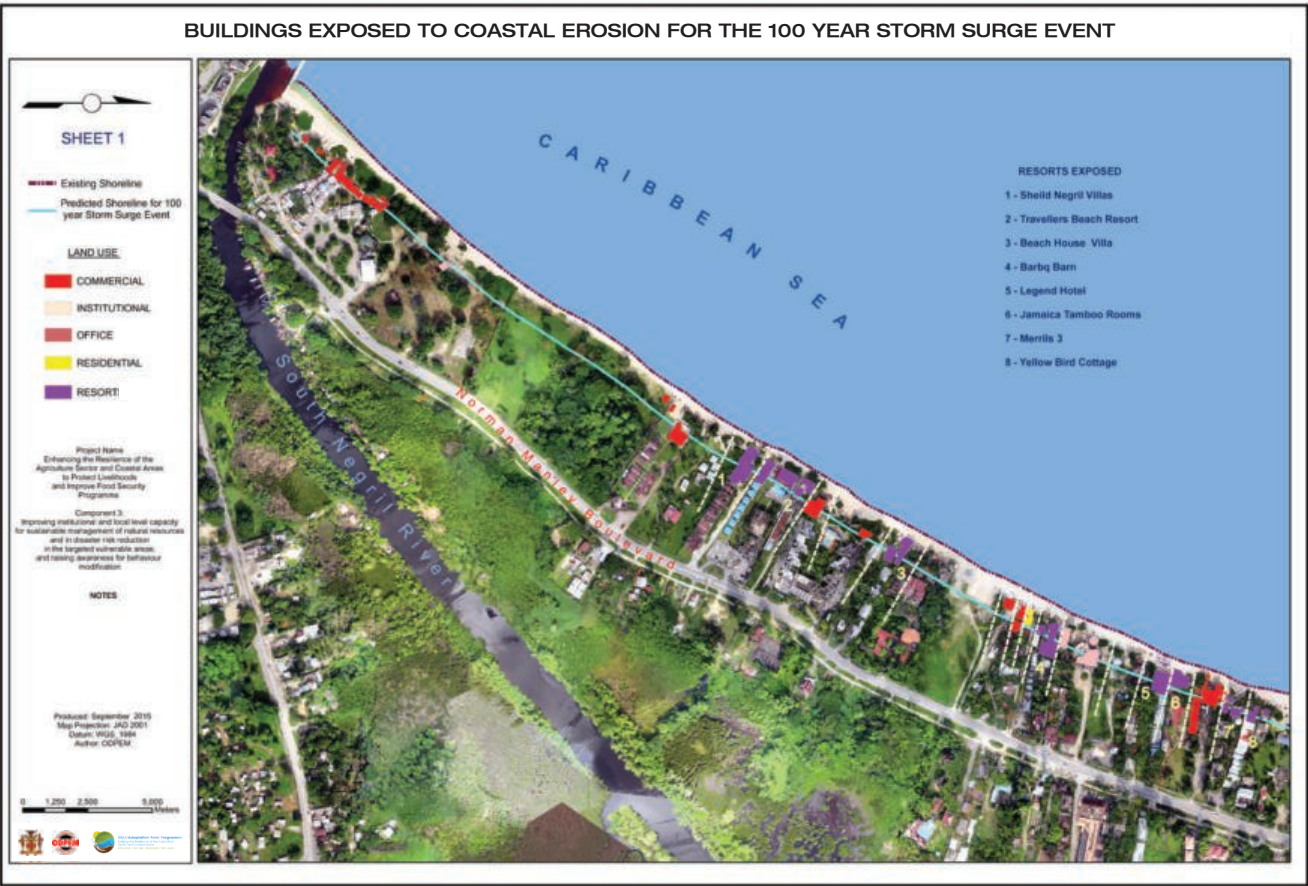 BUILDINGS EXPOSED TO COASTAL EROSION FOR THE 100 YEAR STORM SURGE EVENT
SHEET 1
Existing Shoreline
Predicted Shoreline for 100
year Storm Surge Event
LAND USE
COMMERCIAL
INSTITUTIONAL
OFFICE
RESIDENTIAL
RESORT
Project Name
Enhancing the Resilience of the
Agriculture Sector and Coastal Areas
to Protect Livelihoods
and Improve Food Security
Programme
Component 3:
Improving institutional and local level capacity
for sustainable management of natural resources
and in disaster risk reduction
in the targeted vulnerable areas;
and raising awareness for behaviour
modification
NOTES
Produced: September 2015
Map Projection: JAD 2001
Datum: WGS_1984
Author: ODPEM
0 1,250 2,500 5,000
Meters
ODPEM
CARIBBEAN SEA
RESORTS EXPOSED
1 - Sheild Negril Villas
2 - Travellers Beach Resort
3 - Beach House Villa
4 - Barbq Barn
5 - Legend Hotel
6 - Jamaica Tamboo Rooms
7 - Merrils 3
8 - Yellow Bird Cottage
South Negril River
Norman Manley Boulevard
1
2
3
4
5
6
7
8